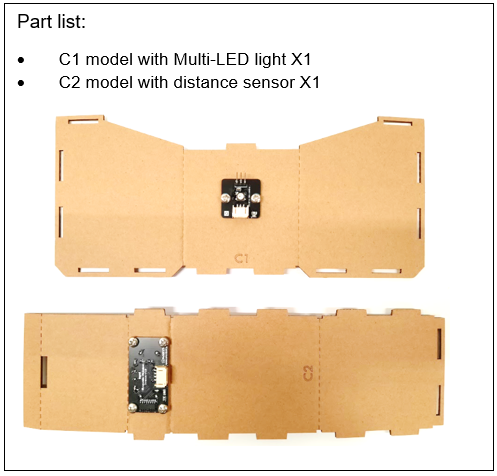 Part list:
• C1 model with Multi-LED light X1
• C2 model with distance sensor X1
C1
C2